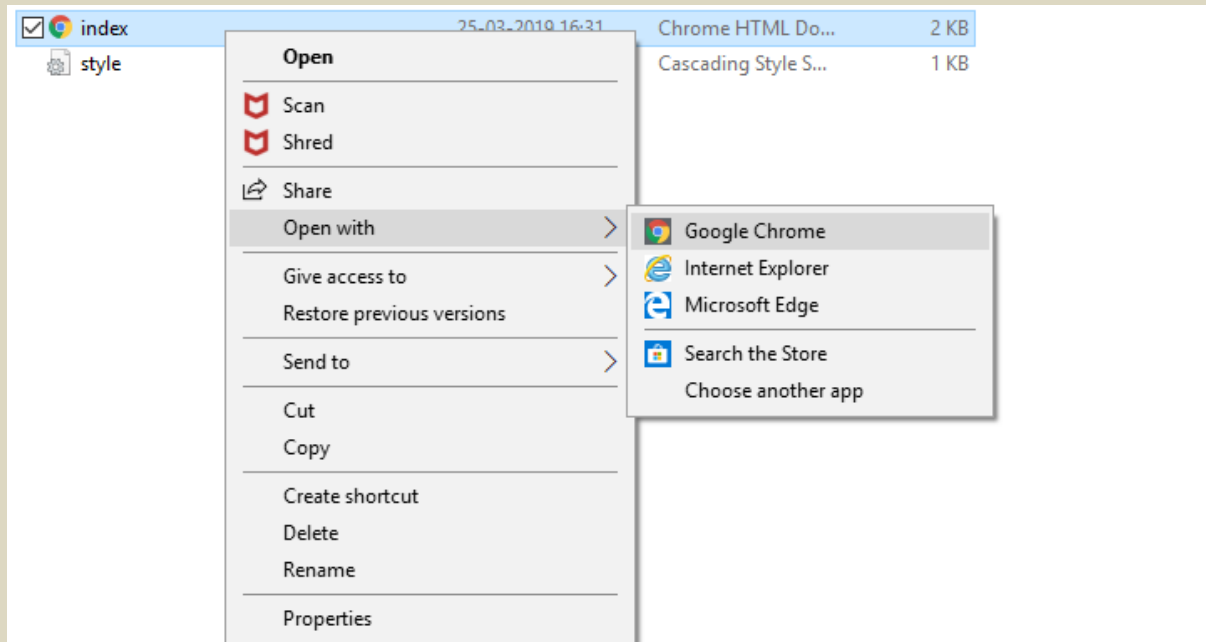 index 25-03-2019 16:31 Chrome HTML Do... 2 KB
style Cascading Style S... 1 KB
Open
Scan
Shred
Share
Open with
Google Chrome
Internet Explorer
Microsoft Edge
Search the Store
Choose another app
Give access to
Restore previous versions
Send to
Cut
Copy
Create shortcut
Delete
Rename
Properties